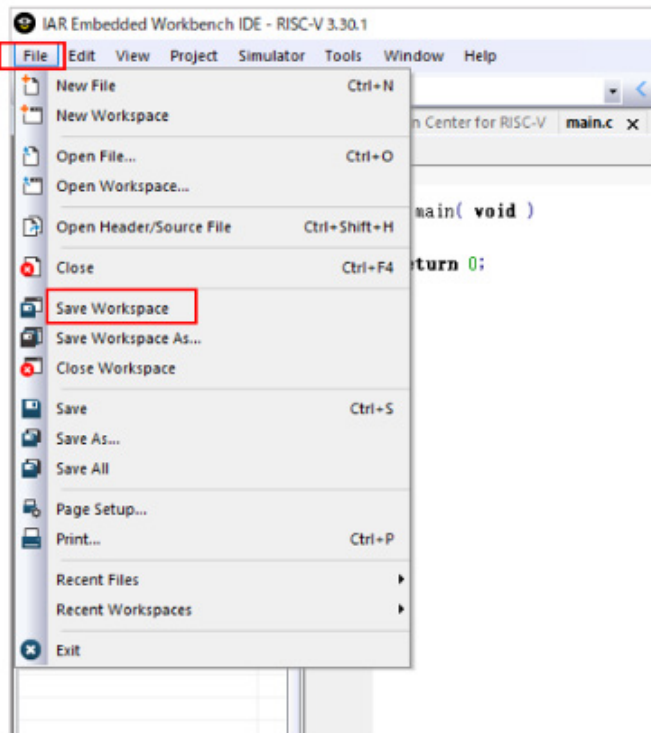 IAR Embedded Workbench IDE - RISC-V 3.30.1
File Edit View Project Simulator Tools Window Help
New File Ctrl+N
New Workspace
n Center for RISC-V main.c x
Open File... Ctrl+O
Open Workspace...
main( void )
Open Header/Source File Ctrl+Shift+H
Close Ctrl+F4
turn 0;
Save Workspace
Save Workspace As...
Close Workspace
Save Ctrl+S
Save As...
Save All
Page Setup...
Print... Ctrl+P
Recent Files
Recent Workspaces
Exit